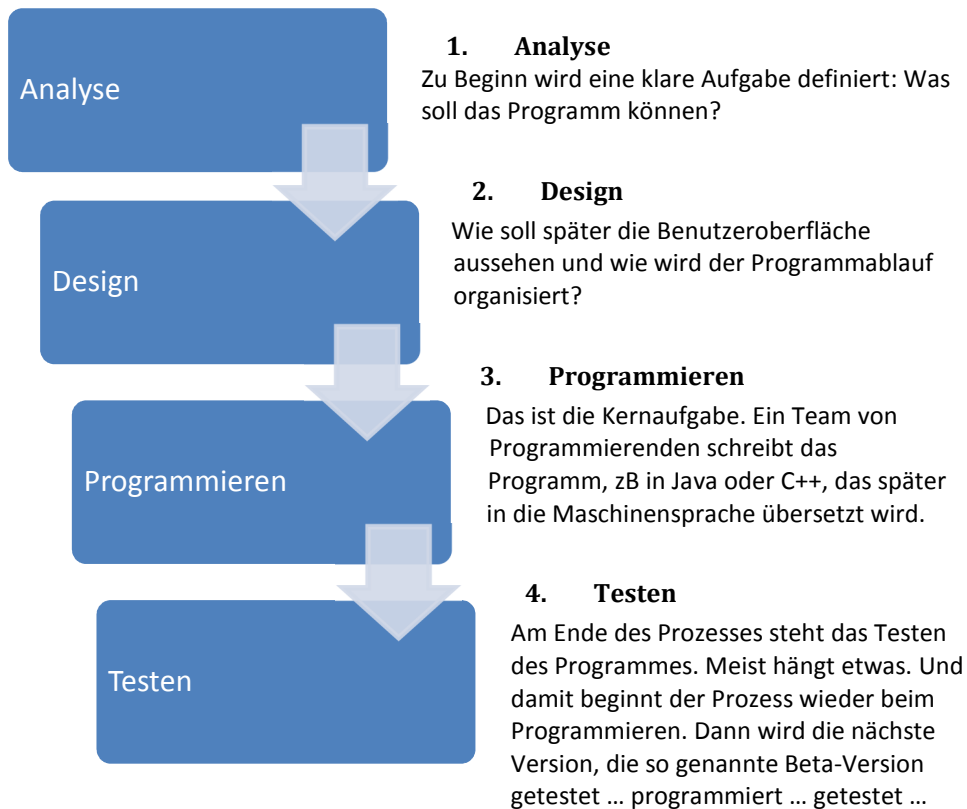 Analyse
1. Analyse
Zu Beginn wird eine klare Aufgabe definiert: Was
soll das Programm können?
Design
2. Design
Wie soll später die Benutzeroberfläche
aussehen und wie wird der Programmablauf
organisiert?
Programmieren
3. Programmieren
Das ist die Kernaufgabe. Ein Team von
Programmierenden schreibt das
Programm, zB in Java oder C++, das später
in die Maschinensprache übersetzt wird.
Testen
4. Testen
Am Ende des Prozesses steht das Testen
des Programmes. Meist hängt etwas. Und
damit beginnt der Prozess wieder beim
Programmieren. Dann wird die nächste
Version, die so genannte Beta-Version
getestet … programmiert … getestet …